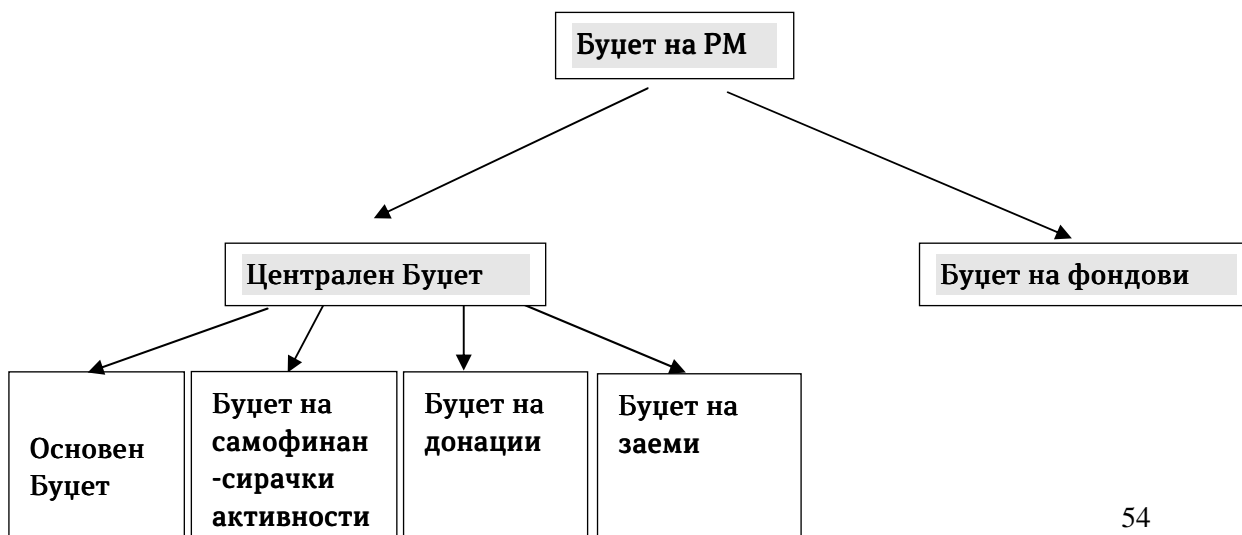 Буџет на РМ
Централен Буџет
Буџет на фондови
Основен
Буџет
Буџет на
самофинан
-сирачки
активности
Буџет на
донации
Буџет на
заеми
54